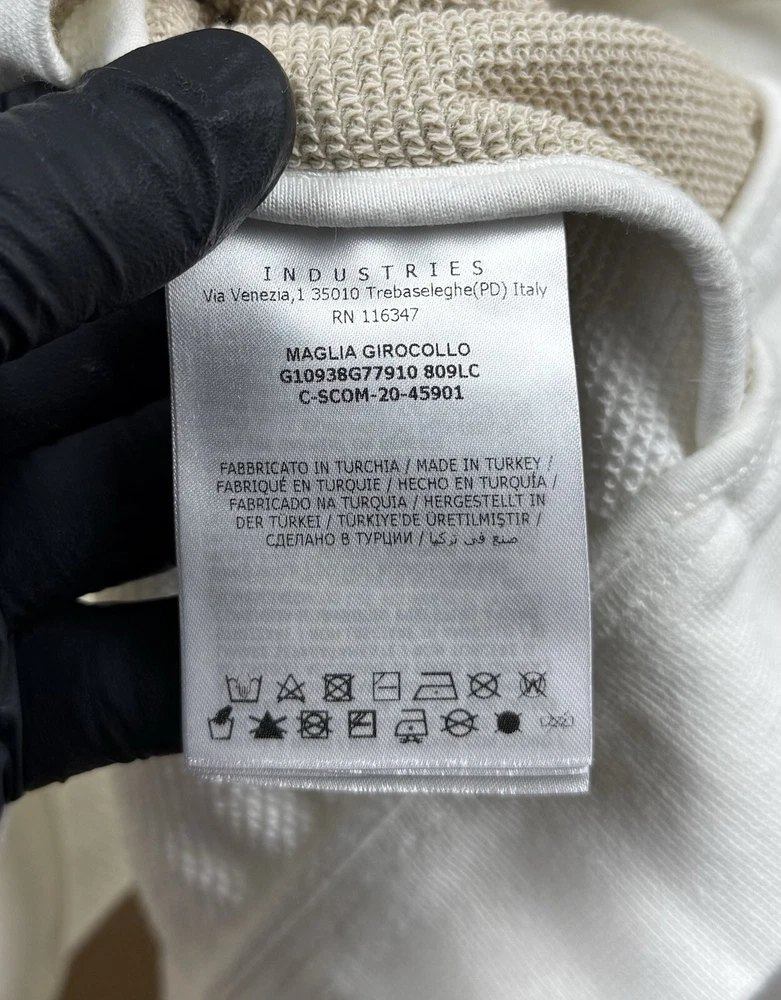 INDUSTRIES
Via Venezia,1 35010 Trebaseleghe(PD) Italy
RN 116347
MAGLIA GIROCOLLO
G10938G77910 809LC
C-SCOM-20-45901
FABBRICATO IN TURCHIA / MADE IN TURKEY /
FABRIQUÉ EN TURQUIE / HECHO EN TURQUÍA /
FABRICADO NA TURQUIA / HERGESTELLT IN
DER TÜRKEI / TÜRKİYE'DE ÜRETILMIŞTIR /
СДЕЛАНО В ТУРЦИИ / صنع في تركيا